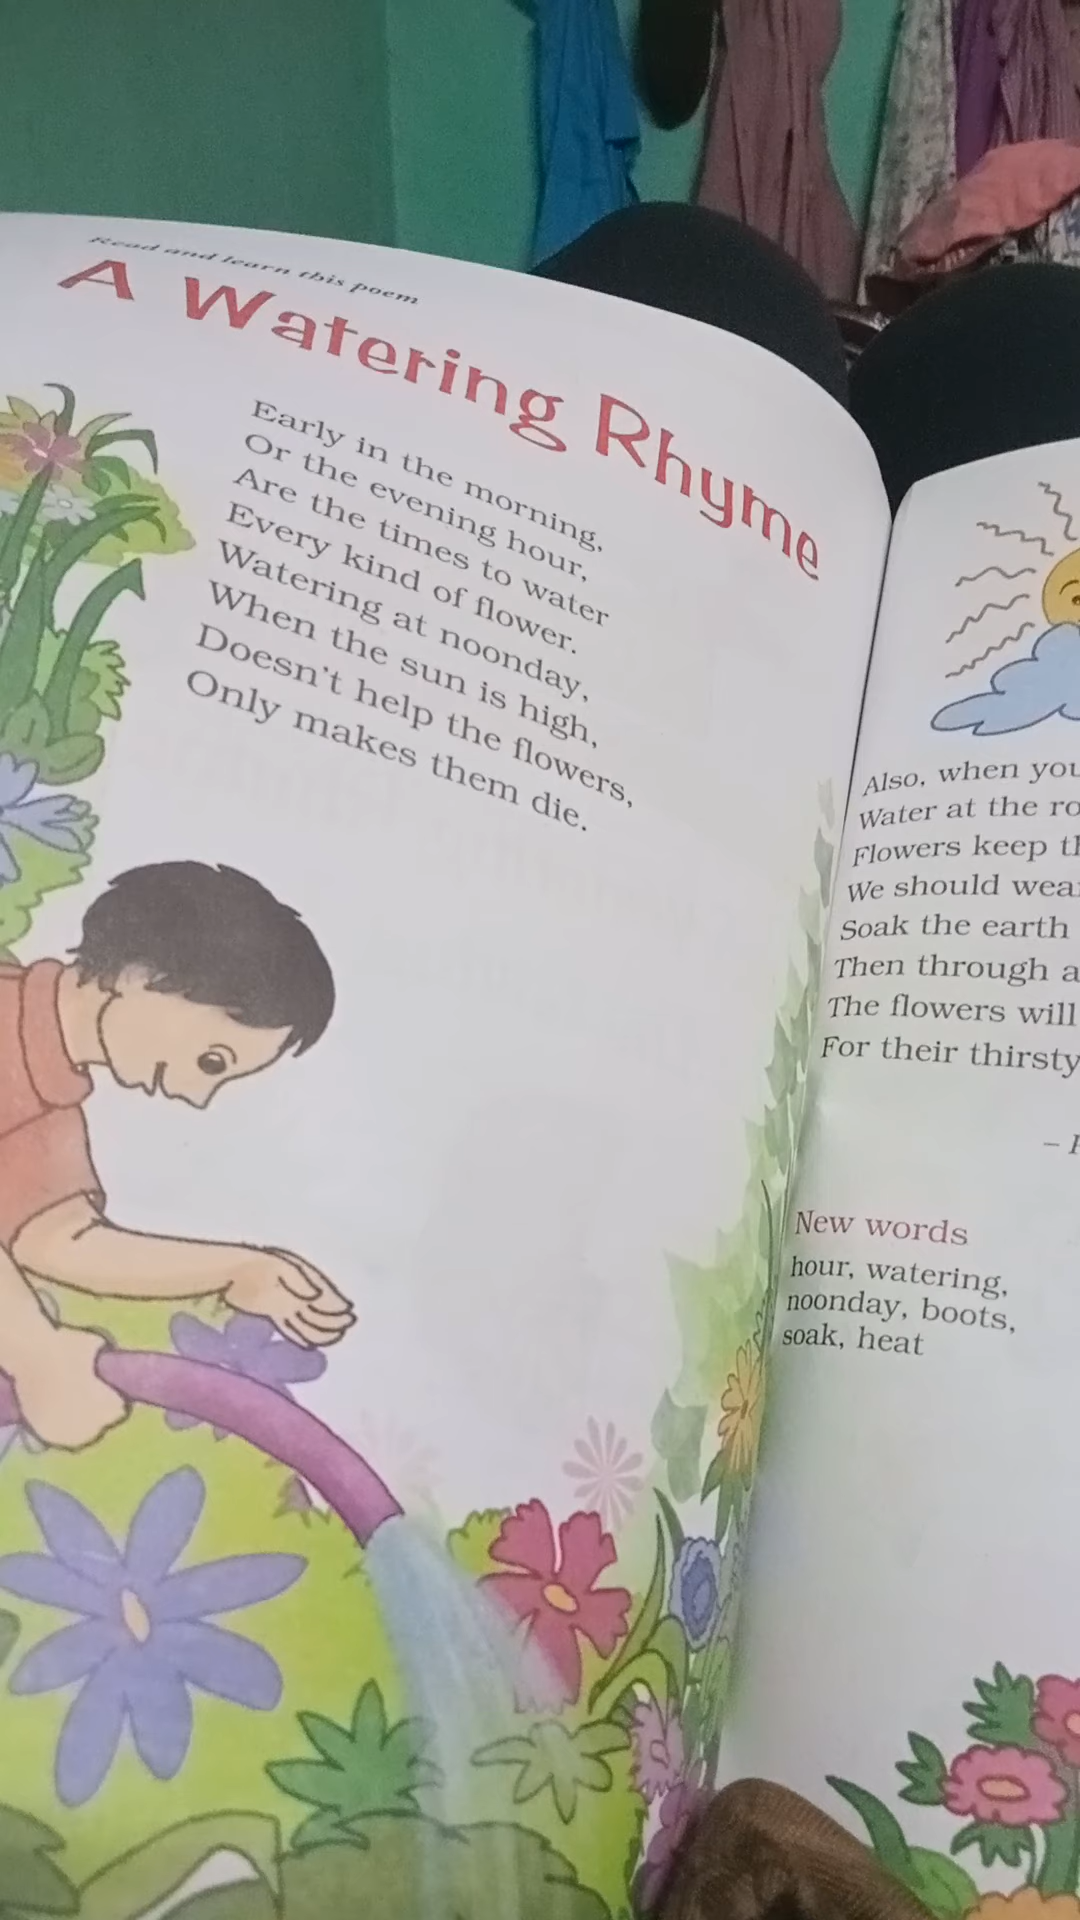 Read and learn this poem
A Watering Rhyme
Early in the morning,
Or the evening hour,
Are the times to water
Every kind of flower.
Watering at noonday,
When the sun is high,
Doesn't help the flowers,
Only makes them die.
Also, when you
Water at the
Flowers keep
We should
Soak the earth
Then through
The flowers will
For their thirsty
New words
hour, watering,
noonday, boots,
soak, heat